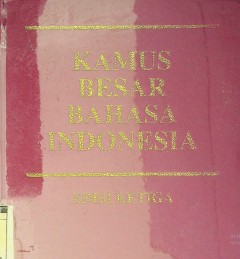 KAMUS
BESAR
BAHASA
INDONESIA
EDISI KETIGA